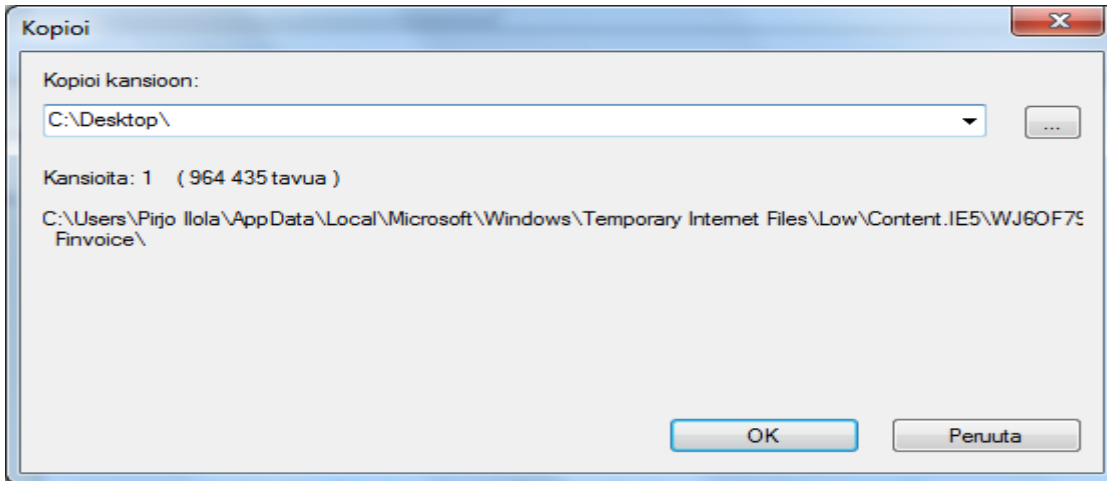 Kopioi
Kopioi kansioon:
C:\Desktop\
...
Kansioita: 1 ( 964 435 tavua )
C:\Users\Pirjo Ilola\AppData\Local\Microsoft\Windows\Temporary Internet Files\Low\Content.IE5\WJ6OF79
Finvoice\
OK
Peruuta